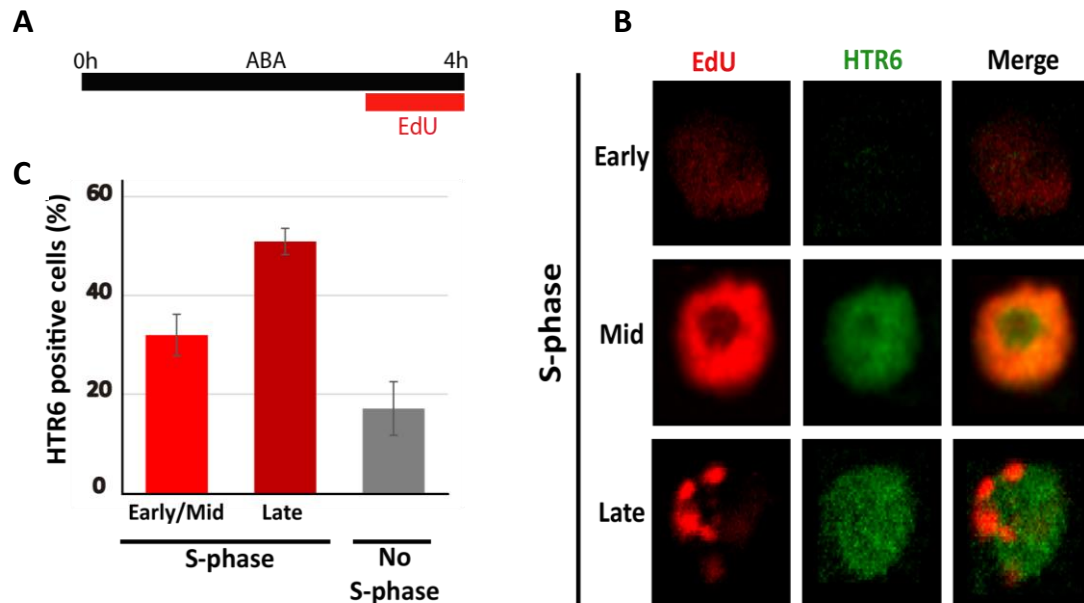 A
0h ABA 4h
EdU
B
EdU HTR6 Merge
Early
Mid
Late
S-phase
C
HTR6 positive cells (%)
60
40
20
0
Early/Mid Late
S-phase No
S-phase